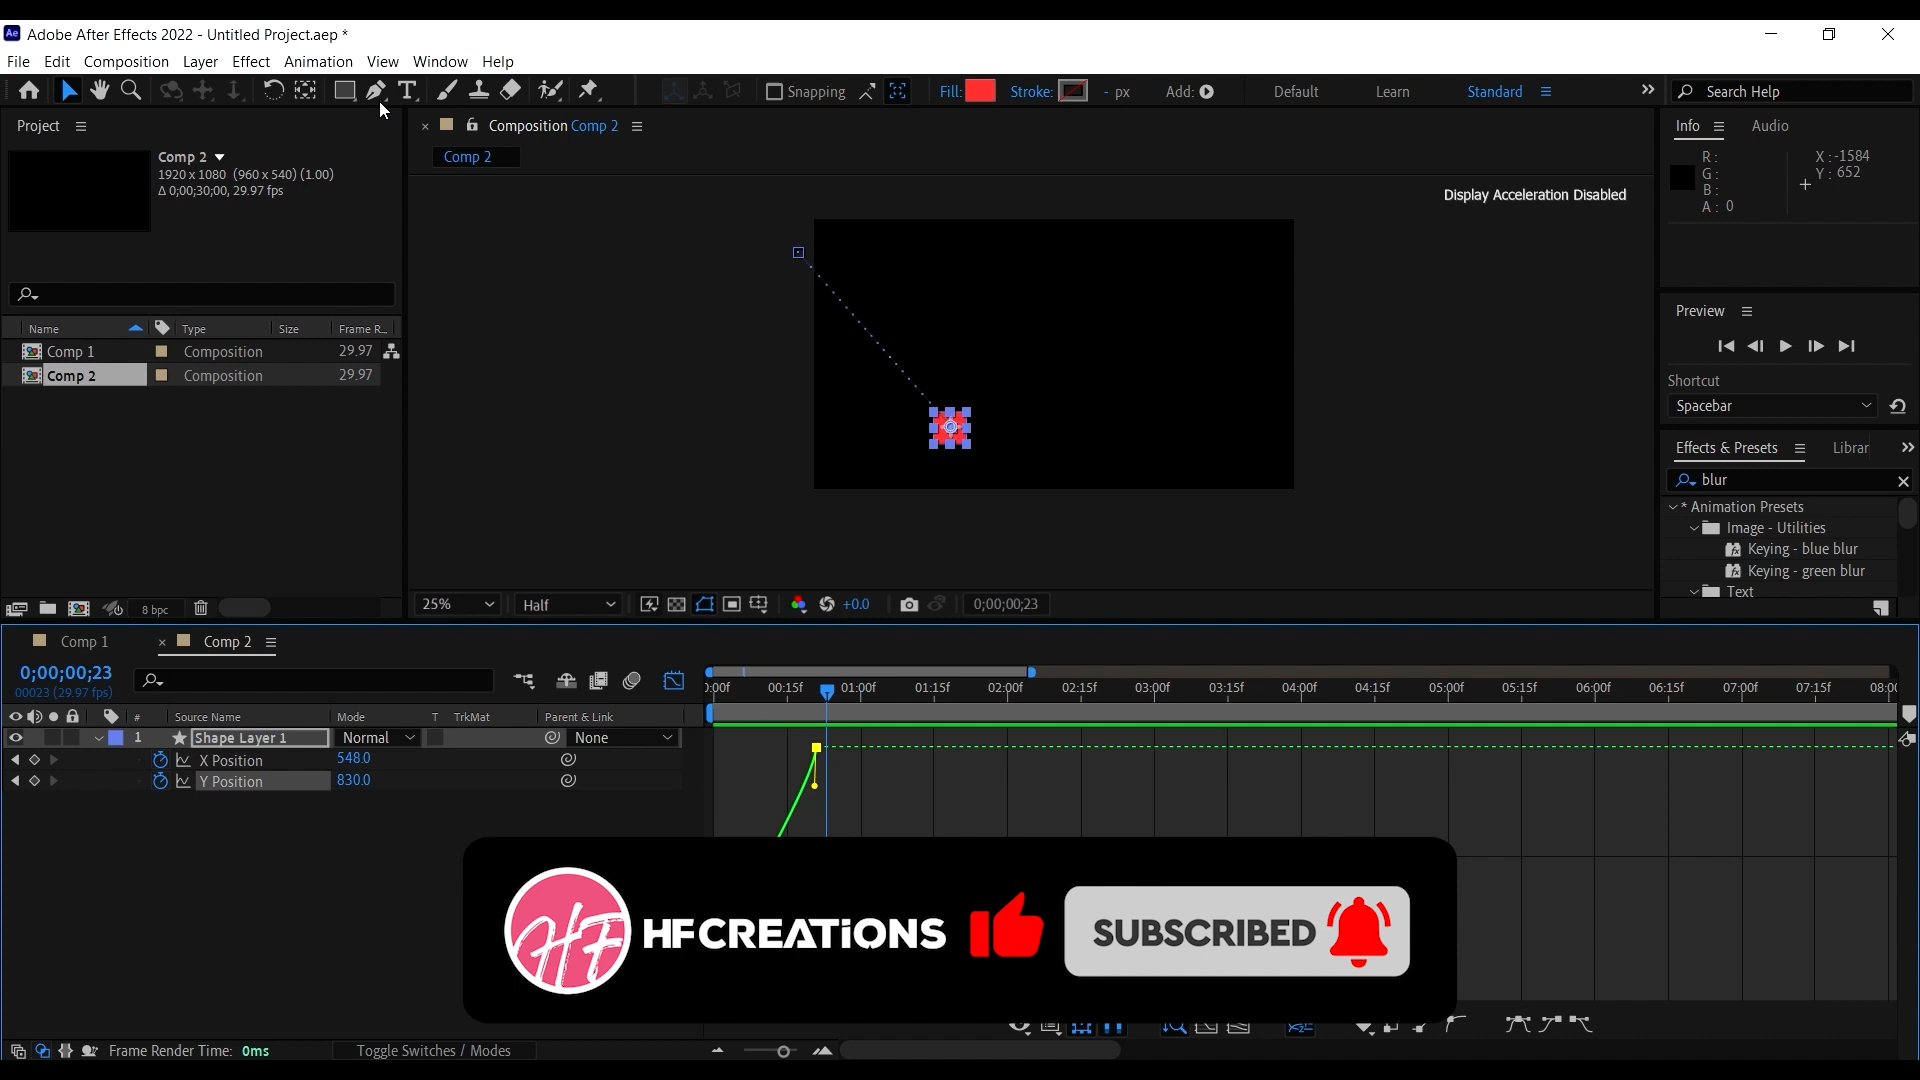 Ae Adobe After Effects 2022 - Untitled Project.aep *
File Edit Composition Layer Effect Animation View Window Help
Snapping Fill: Stroke: - px Add: Default Learn Standard Search Help
Project
Composition Comp 2
Info Audio
Comp 2
1920 x 1080 (960 x 540) (1.00)
Δ 0;00;30;00, 29.97 fps
Comp 2
Display Acceleration Disabled
R:
G:
B:
A: 0
X: -1584
Y: 652
Preview
Shortcut
Spacebar
Effects & Presets Librar
blur
* Animation Presets
Image - Utilities
Keying - blue blur
Keying - green blur
Text
Name Type Size Frame R...
Comp 1 Composition 29.97
Comp 2 Composition 29.97
8 bpc
25% Half +0.0 0;00;00;23
Comp 1 Comp 2
0;00;00;23
00023 (29.97 fps)
):00f 00:15f 01:00f 01:15f 02:00f 02:15f 03:00f 03:15f 04:00f 04:15f 05:00f 05:15f 06:00f 06:15f 07:00f 07:15f 08:00
# Source Name Mode T TrkMat Parent & Link
1 Shape Layer 1 Normal None
X Position 548.0
Y Position 830.0
HF HFCREATiONS SUBSCRIBED
Frame Render Time: 0ms Toggle Switches / Modes